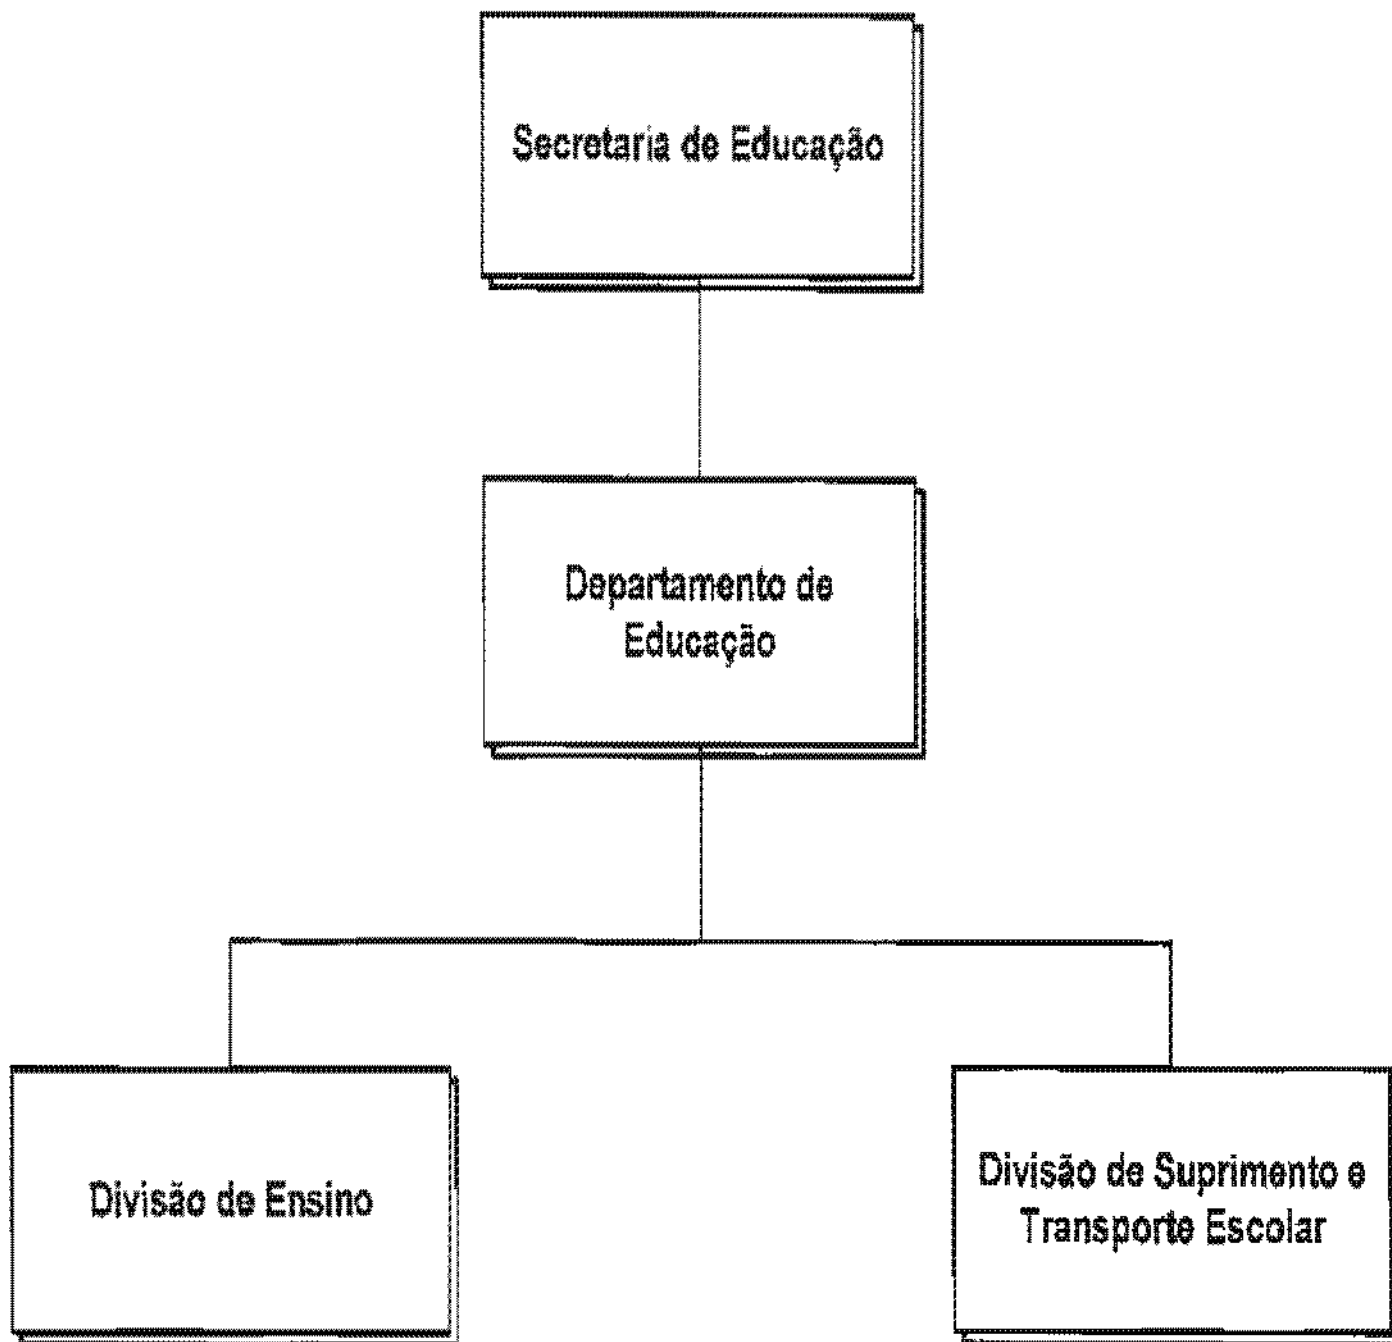 Secretaria de Educação
Departamento de
Educação
Divisão de Ensino
Divisão de Suprimento e
Transporte Escolar